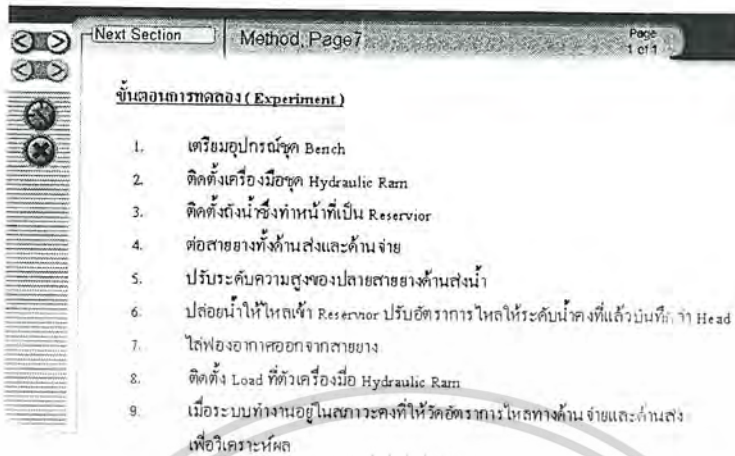 Next Section
Method, Page7
Page
1 of 1
ขั้นตอนการทดลอง ( Experiment )
1. เตรียมอุปกรณ์ชุด Bench
2. ติดตั้งเครื่องมือชุด Hydraulic Ram
3. ติดตั้งถังน้ำซึ่งทำหน้าที่เป็น Reservior
4. ต่อสายยางทั้งด้านส่งและด้านจ่าย
5. ปรับระดับความสูงของปลายสายยางด้านส่งน้ำ
6. ปล่อยน้ำให้ไหลเข้า Reservior ปรับอัตราการไหลให้ระดับน้ำคงที่แล้วบันทึกค่า Head
7. ไล่ฟองอากาศออกจากสายยาง
8. ติดตั้ง Load ที่ตัวเครื่องมือ Hydraulic Ram
9. เมื่อระบบทำงานอยู่ในสภาวะคงที่ให้วัดอัตราการไหลทางด้านจ่ายและด้านส่ง
เพื่อวิเคราะห์ผล